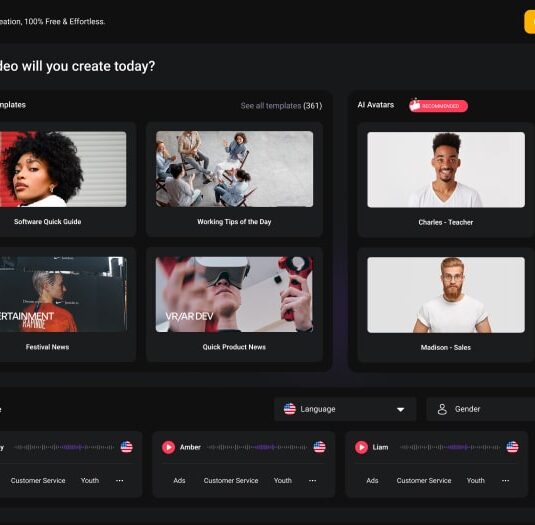 eation, 100% Free & Effortless.
deo will you create today?
mplates
See all templates (361)
AI Avatars
RECOMMENDED
Software Quick Guide
Working Tips of the Day
Charles - Teacher
ERTAINMENT
VR/AR DEV
Festival News
Quick Product News
Madison - Sales
e
Language
Gender
y
Amber
Liam
Customer Service
Youth
...
Ads
Customer Service
Youth
...
Ads
Customer Service
Youth
...